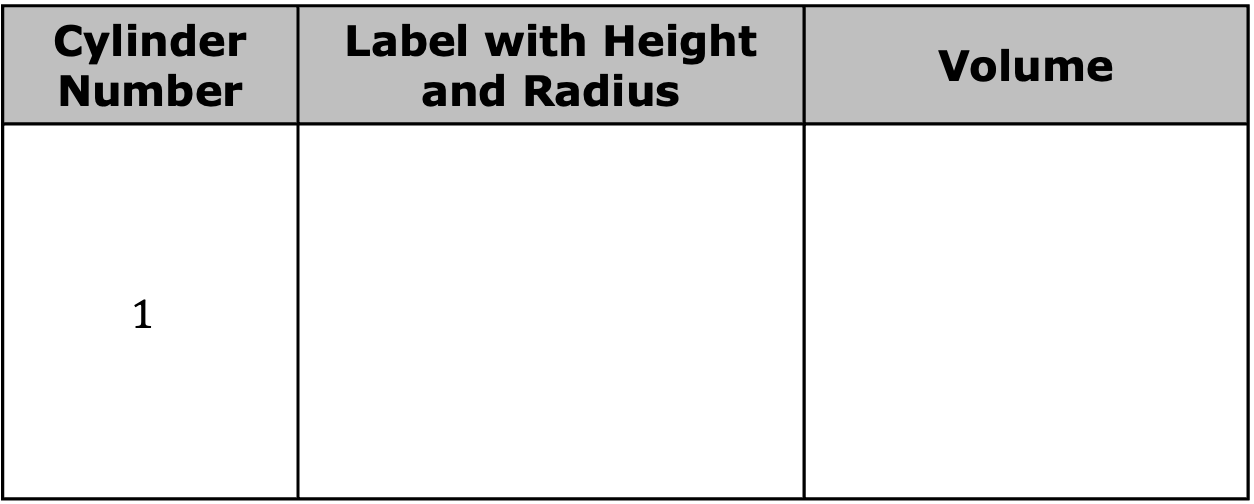 Cylinder
Number
Label with Height
and Radius
Volume
1